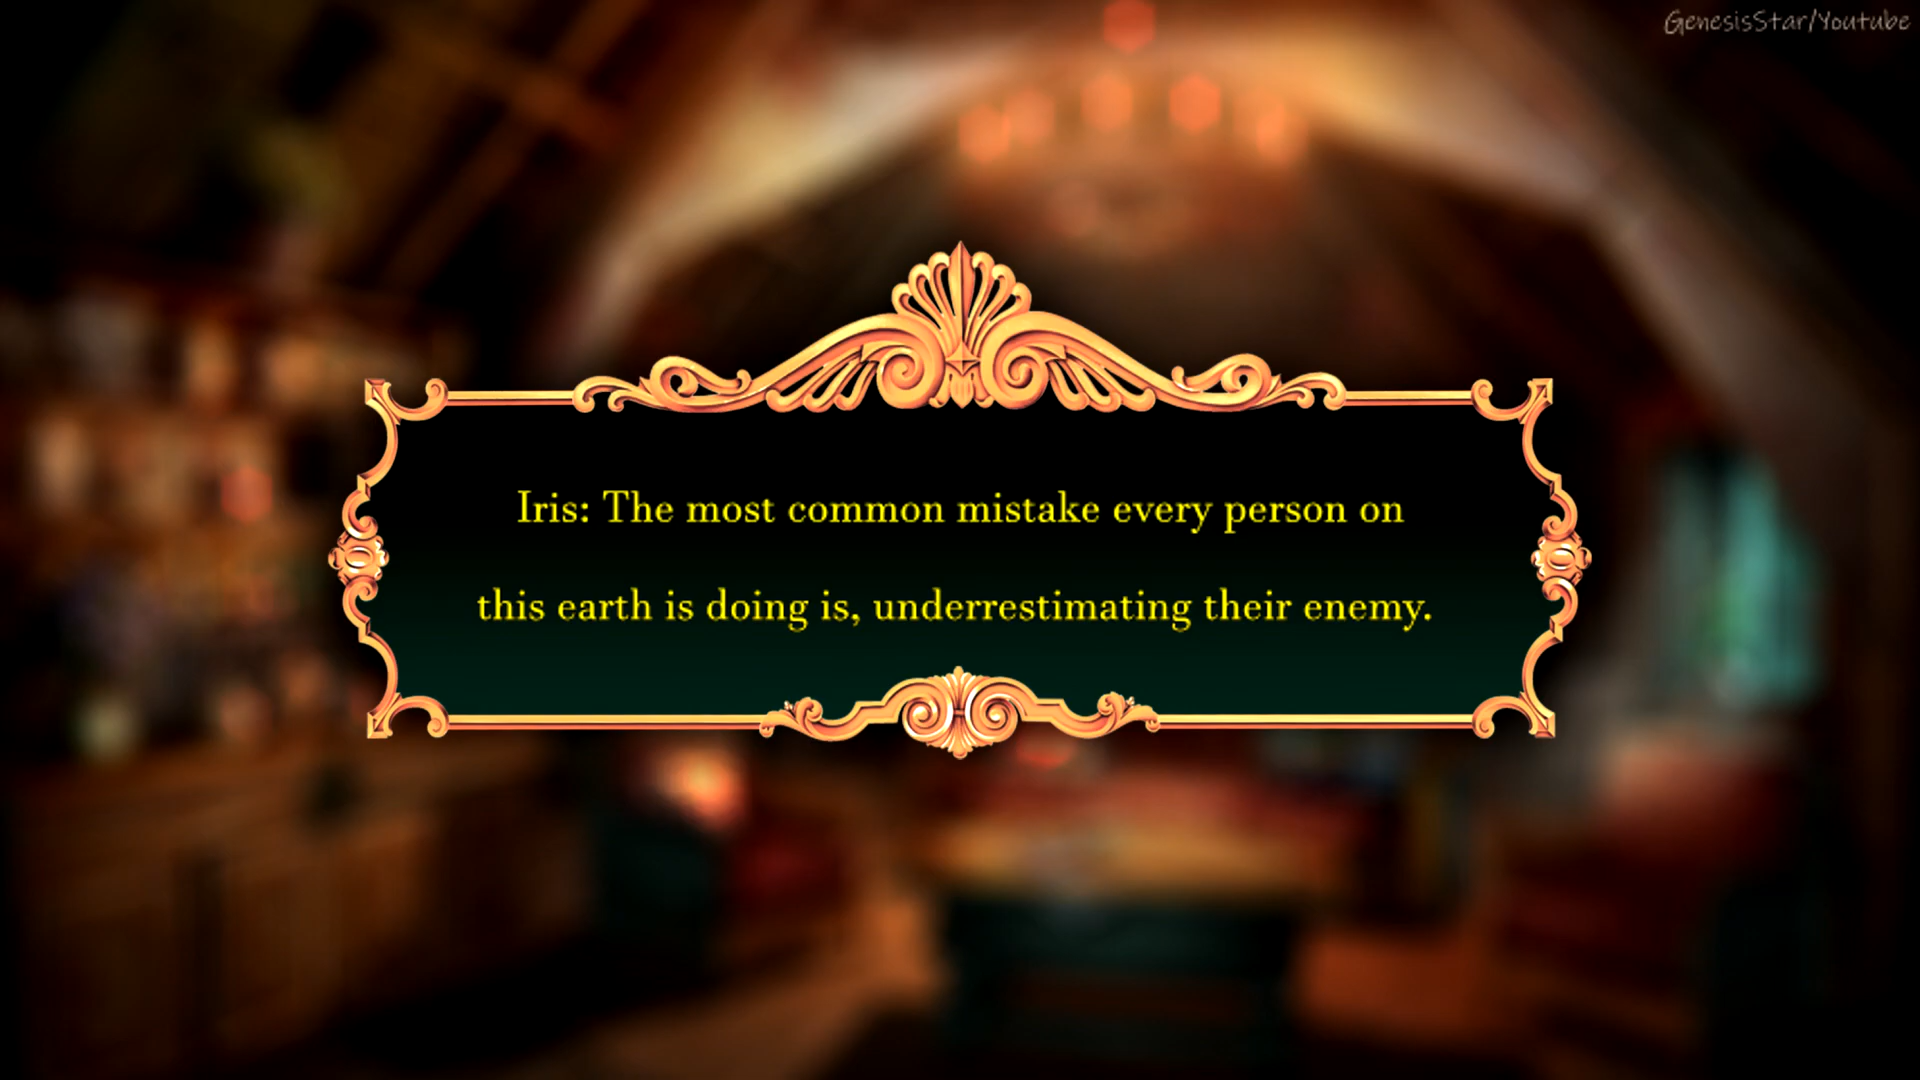 GenesisStar/Youtube
Iris: The most common mistake every person on
this earth is doing is, underrestimating their enemy.